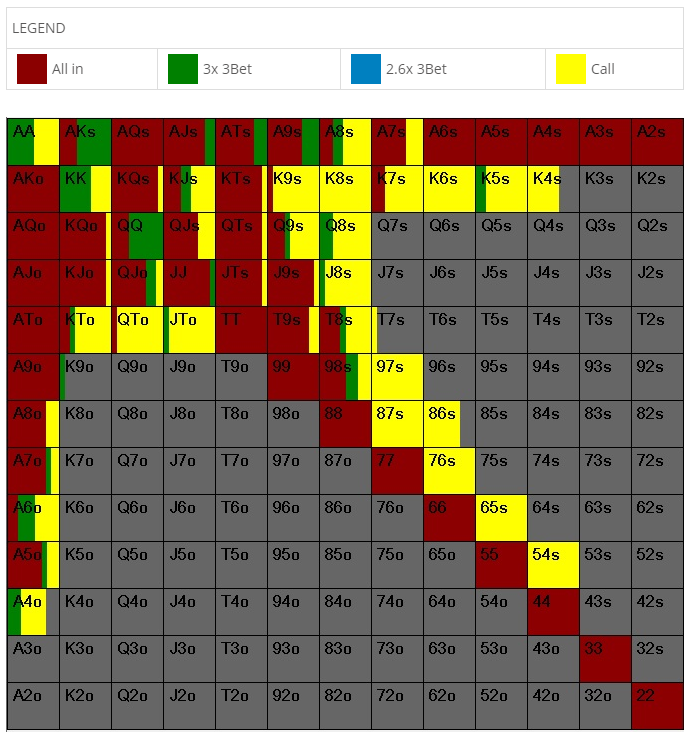 LEGEND
All in 3x 3Bet 2.6x 3Bet Call
AA AKs AQs AJs ATs A9s A8s A7s A6s A5s A4s A3s A2s
AKo KK KQs KJs KTs K9s K8s K7s K6s K5s K4s K3s K2s
AQo KQo QQ QJs QTs Q9s Q8s Q7s Q6s Q5s Q4s Q3s Q2s
AJo KJo QJo JJ JTs J9s J8s J7s J6s J5s J4s J3s J2s
ATo KTo QTo JTo TT T9s T8s T7s T6s T5s T4s T3s T2s
A9o K9o Q9o J9o T9o 99 98s 97s 96s 95s 94s 93s 92s
A8o K8o Q8o J8o T8o 98o 88 87s 86s 85s 84s 83s 82s
A7o K7o Q7o J7o T7o 97o 87o 77 76s 75s 74s 73s 72s
A6o K6o Q6o J6o T6o 96o 86o 76o 66 65s 64s 63s 62s
A5o K5o Q5o J5o T5o 95o 85o 75o 65o 55 54s 53s 52s
A4o K4o Q4o J4o T4o 94o 84o 74o 64o 54o 44 43s 42s
A3o K3o Q3o J3o T3o 93o 83o 73o 63o 53o 43o 33 32s
A2o K2o Q2o J2o T2o 92o 82o 72o 62o 52o 42o 32o 22